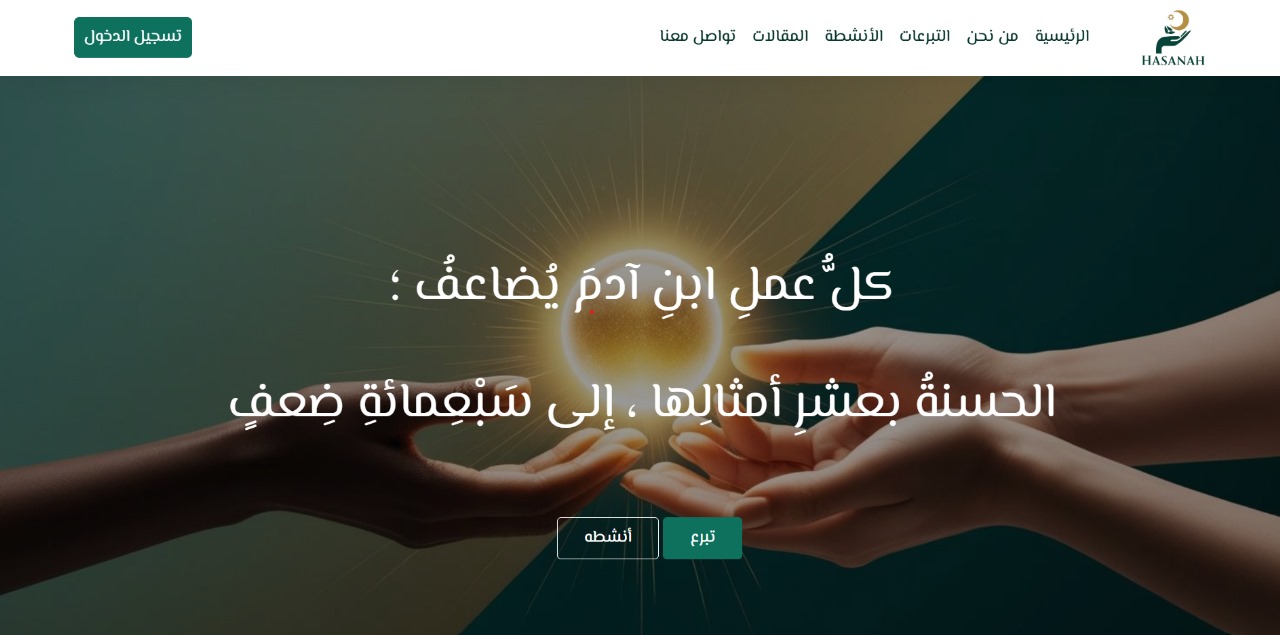 HASANAH
الرئيسية
من نحن
التبرعات
الأنشطة
المقالات
تواصل معنا
تسجيل الدخول
كلُّ عملِ ابنِ آدمَ يُضاعفُ ؛
الحسنةُ بعشرِ أمثالِها ، إلى سَبْعِمائةِ ضِعفٍ
تبرع
أنشطه